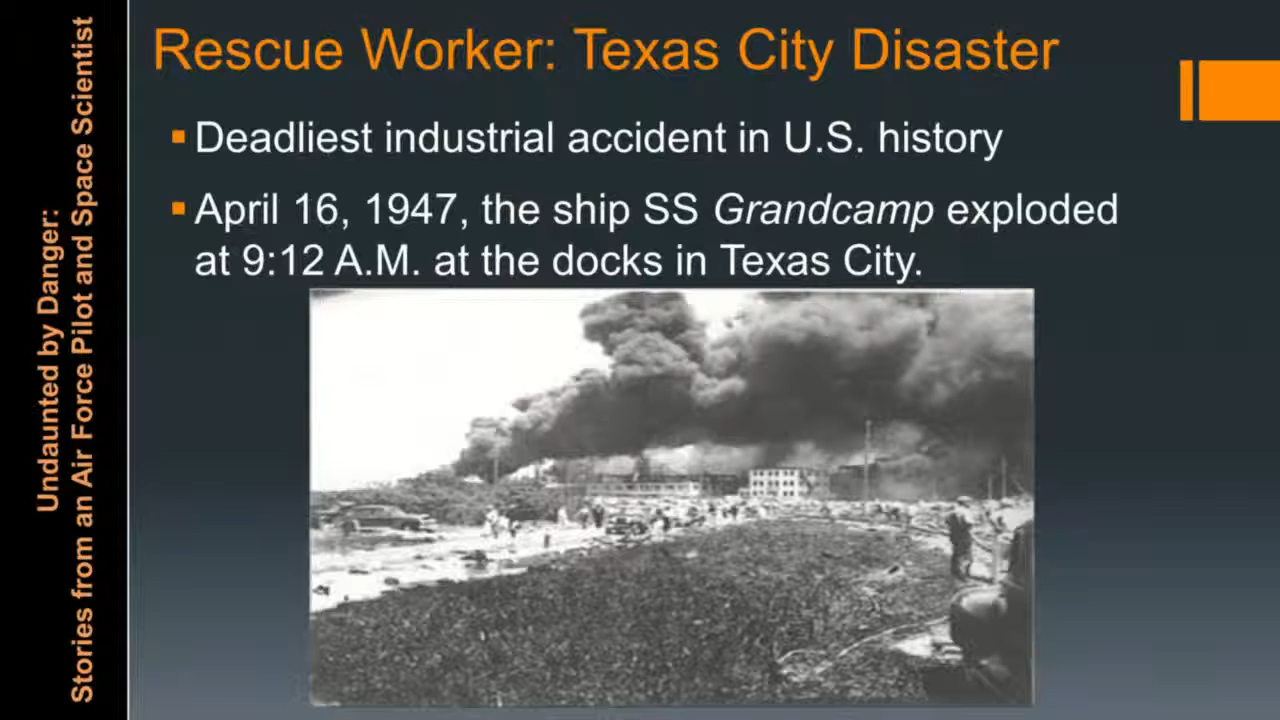 Rescue Worker: Texas City Disaster
▪ Deadliest industrial accident in U.S. history
▪ April 16, 1947, the ship SS Grandcamp exploded
at 9:12 A.M. at the docks in Texas City.
Undaunted by Danger:
Stories from an Air Force Pilot and Space Scientist